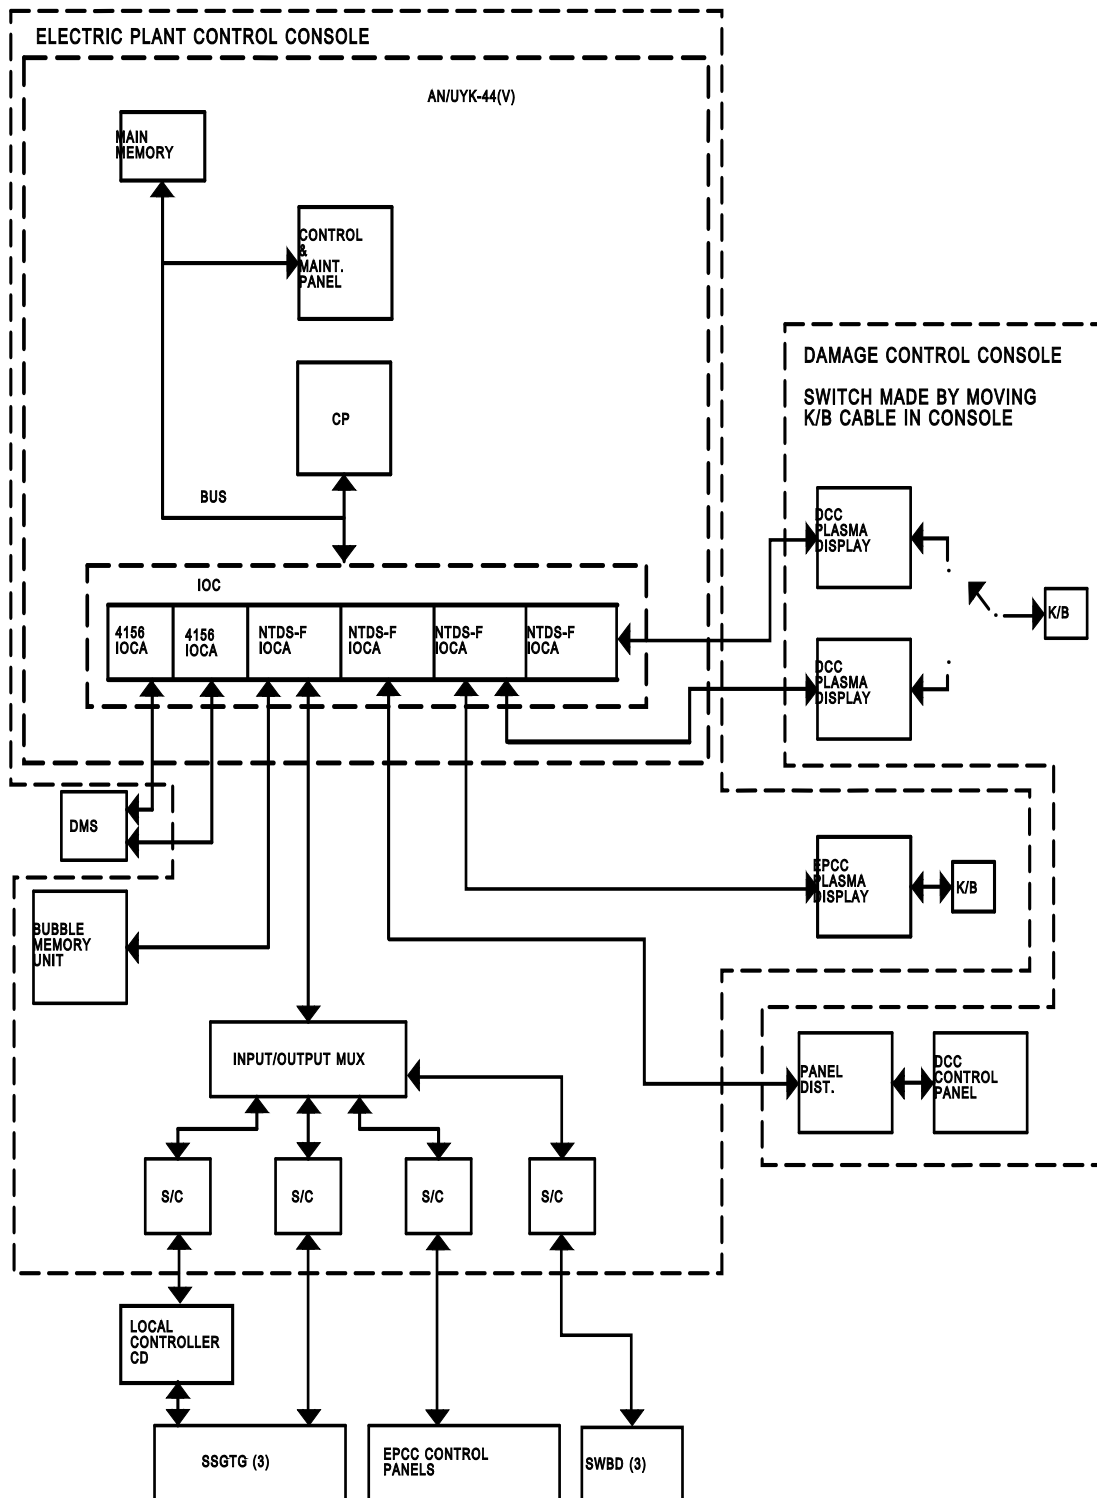 ELECTRIC PLANT CONTROL CONSOLE
AN/UYK-44(V)
MAIN
MEMORY
CONTROL
&
MAINT.
PANEL
CP
BUS
IOC
4156
IOCA
4156
IOCA
NTDS-F
IOCA
NTDS-F
IOCA
NTDS-F
IOCA
NTDS-F
IOCA
DAMAGE CONTROL CONSOLE
SWITCH MADE BY MOVING
K/B CABLE IN CONSOLE
DCC
PLASMA
DISPLAY
K/B
DCC
PLASMA
DISPLAY
DMS
EPCC
PLASMA
DISPLAY
K/B
BUBBLE
MEMORY
UNIT
INPUT/OUTPUT MUX
PANEL
DIST.
DCC
CONTROL
PANEL
S/C
S/C
S/C
S/C
LOCAL
CONTROLLER
CD
SSGTG (3)
EPCC CONTROL
PANELS
SWBD (3)